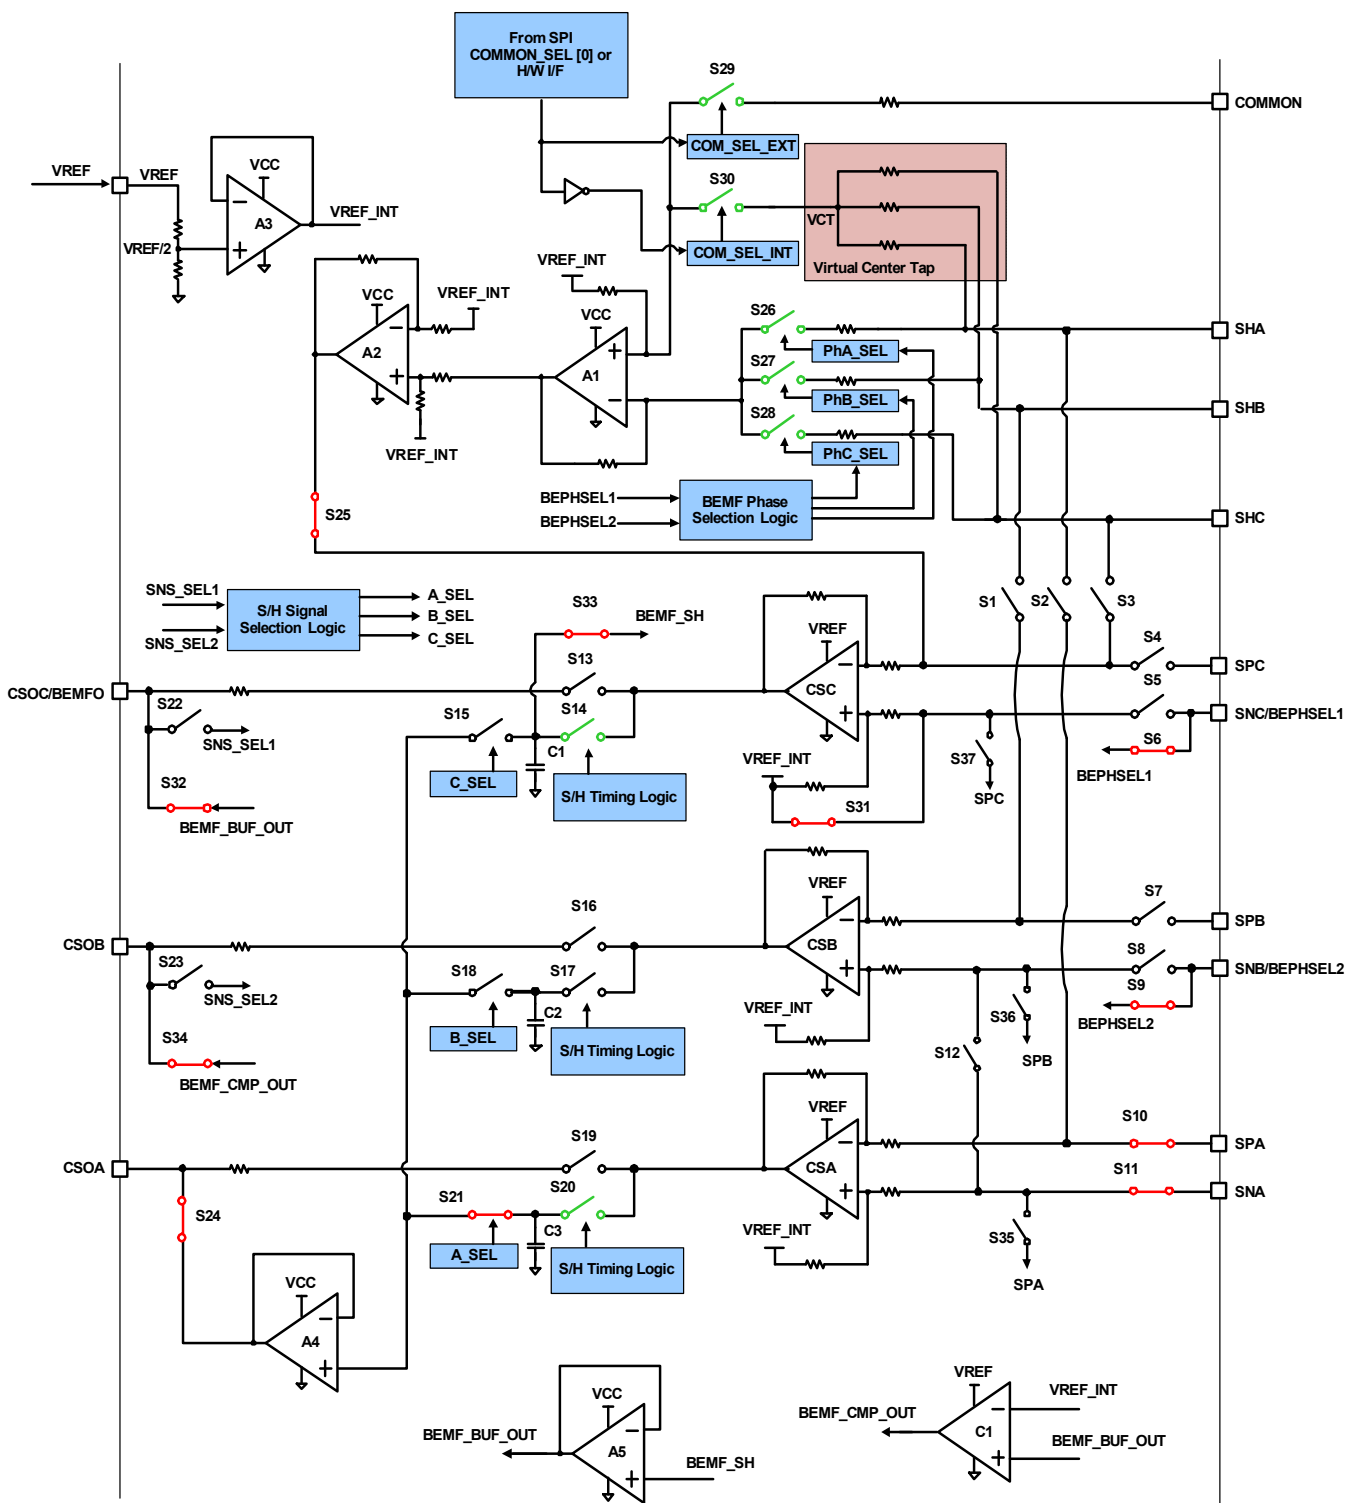 From SPI
COMMON_SEL [0] or
H/W I/F
S29
COMMON
COM_SEL_EXT
VREF
VREF
VCC
A3
VREF_INT
VREF/2
S30
VCT
COM_SEL_INT
Virtual Center Tap
VREF_INT
VCC
VREF_INT
A2
VREF_INT
VCC
A1
S26
PhA_SEL
S27
PhB_SEL
S28
PhC_SEL
SHA
SHB
SHC
BEPHSEL1
BEPHSEL2
BEMF Phase
Selection Logic
S25
SNS_SEL1
SNS_SEL2
S/H Signal
Selection Logic
A_SEL
B_SEL
C_SEL
S33
BEMF_SH
S1
S2
S3
S4
SPC
S5
SNC/BEPHSEL1
S6
BEPHSEL1
CSOC/BEMFO
S22
SNS_SEL1
S32
BEMF_BUF_OUT
S13
S14
S15
C1
C_SEL
S/H Timing Logic
VREF
CSC
VREF_INT
S31
S37
SPC
CSOB
S23
SNS_SEL2
S34
BEMF_CMP_OUT
S16
S17
S18
C2
B_SEL
S/H Timing Logic
VREF
CSB
VREF_INT
S7
SPB
S8
SNB/BEPHSEL2
S9
BEPHSEL2
S36
SPB
S12
CSOA
S24
S19
S20
S21
C3
A_SEL
S/H Timing Logic
VREF
CSA
VREF_INT
S10
SPA
S11
SNA
S35
SPA
VCC
A4
VCC
BEMF_BUF_OUT
A5
BEMF_SH
VREF
VREF_INT
BEMF_CMP_OUT
C1
BEMF_BUF_OUT